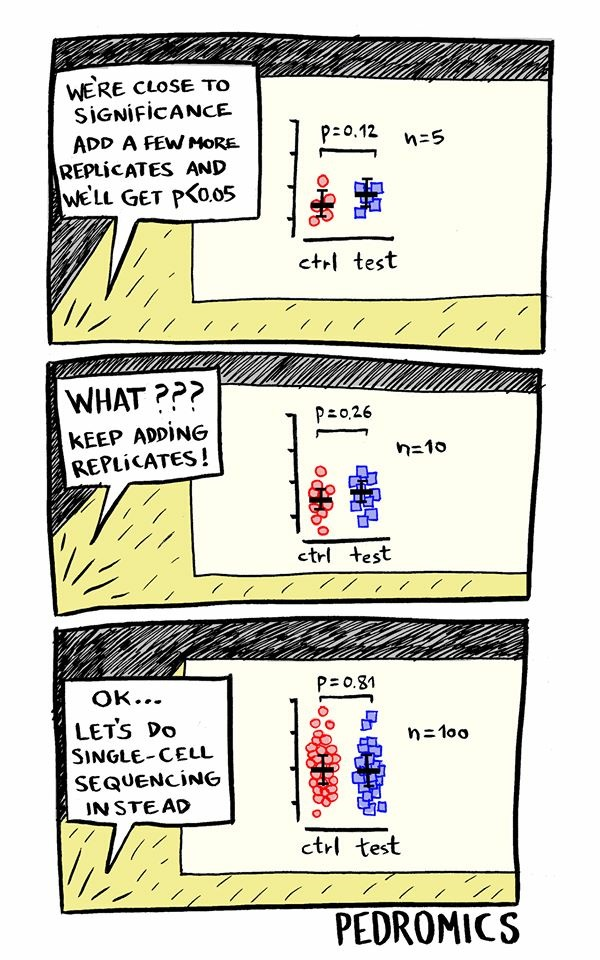 WE'RE CLOSE TO
SIGNIFICANCE
ADD A FEW MORE
REPLICATES AND
WE'LL GET P<0.05
p=0.12
n=5
ctrl test
WHAT ???
KEEP ADDING
REPLICATES!
P=0.26
n=10
ctrl test
OK...
LET'S DO
SINGLE-CELL
SEQUENCING
INSTEAD
P=0.81
n=100
ctrl test
PEDROMICS